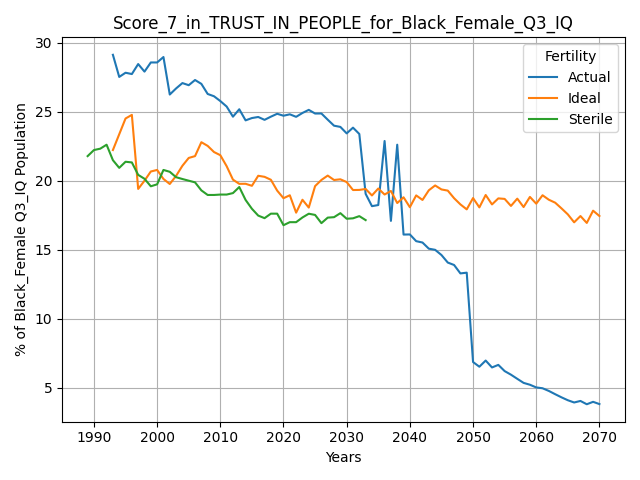 Score_7_in_TRUST_IN_PEOPLE_for_Black_Female_Q3_IQ
Fertility
Actual
Ideal
Sterile
% of Black_Female Q3_IQ Population
30
25
20
15
10
5
1990 2000 2010 2020 2030 2040 2050 2060 2070
Years